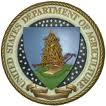 UNITED STATES DEPARTMENT OF AGRICULTURE